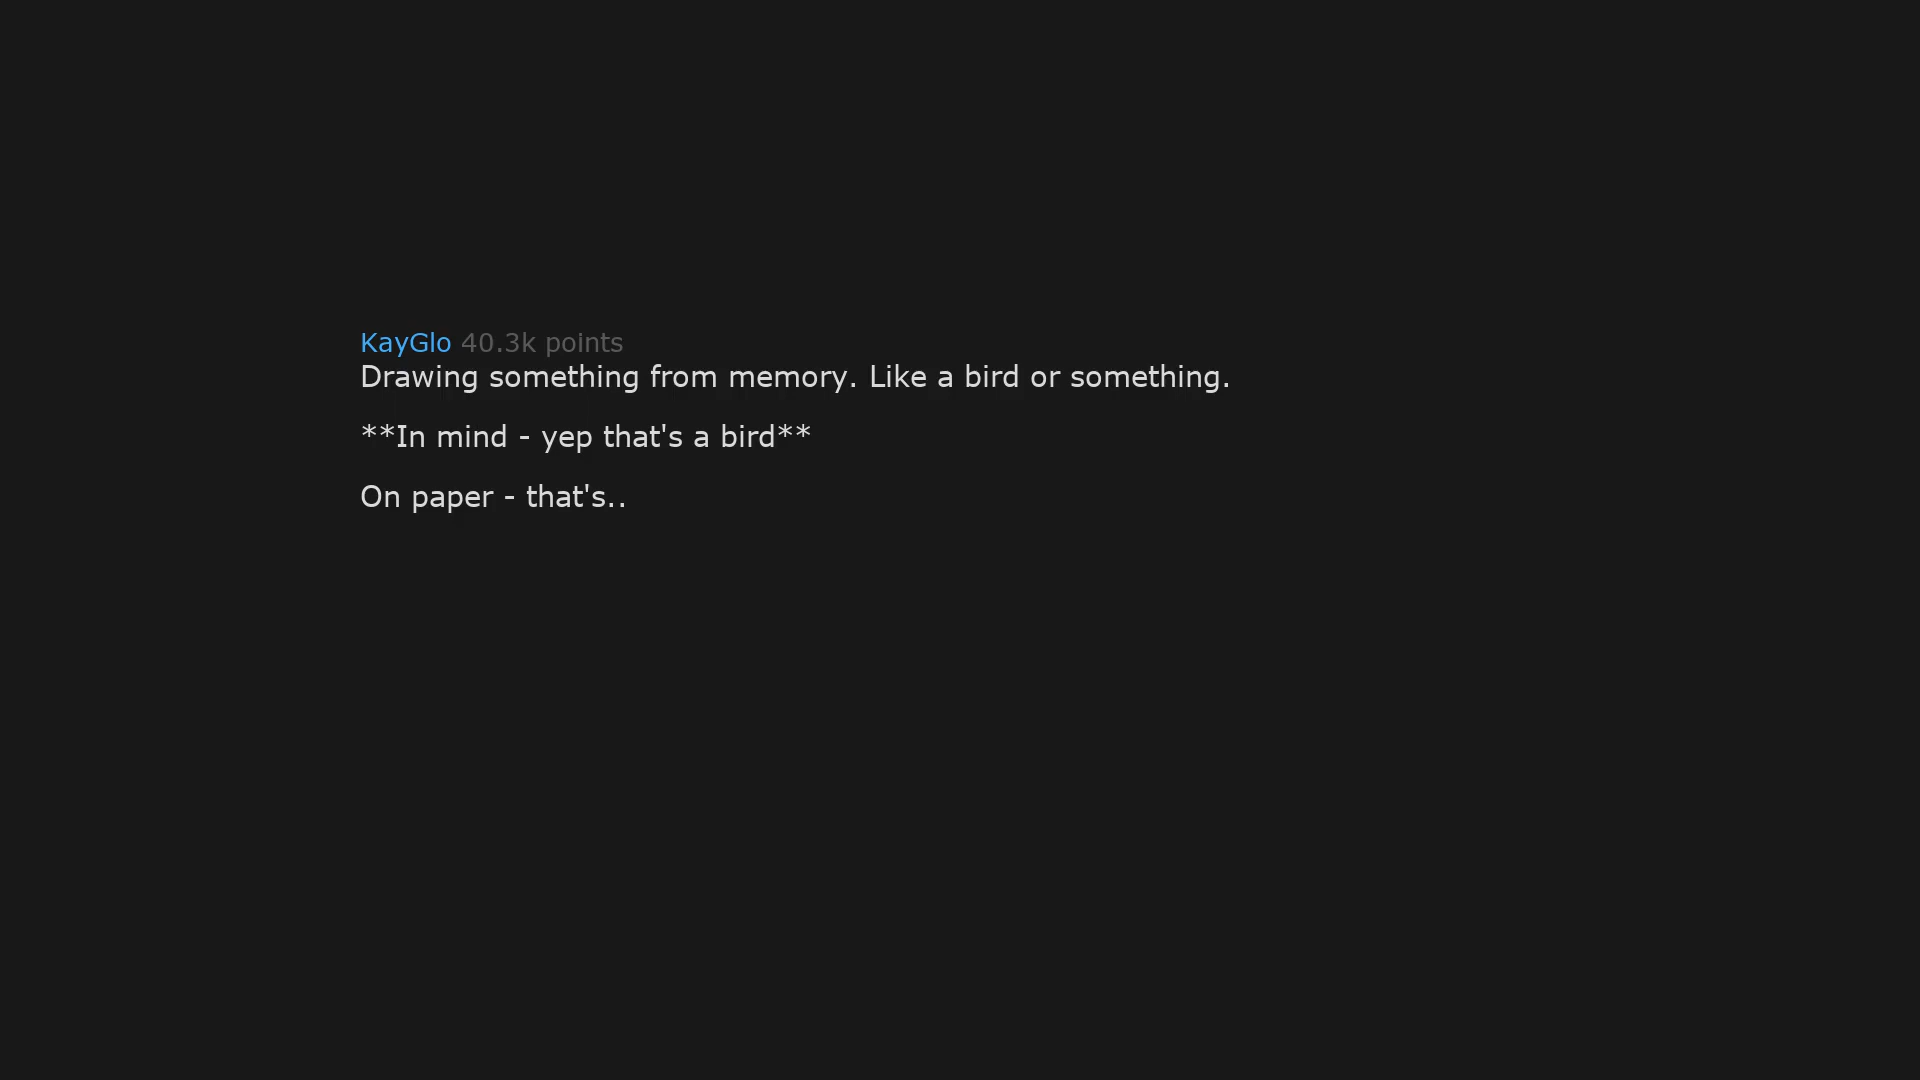 KayGlo 40.3k points
Drawing something from memory. Like a bird or something.
**In mind - yep that's a bird**
On paper - that's..